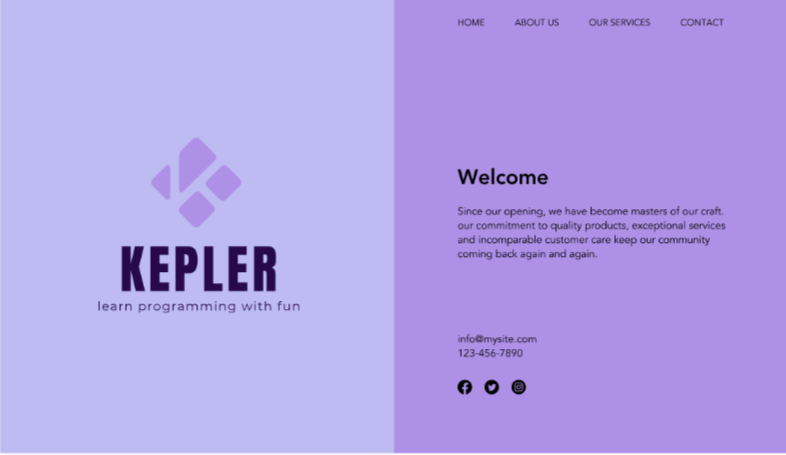 HOME ABOUT US OUR SERVICES CONTACT
KEPLER
learn programming with fun
Welcome
Since our opening, we have become masters of our craft.
our commitment to quality products, exceptional services
and incomparable customer care keep our community
coming back again and again.
info@mysite.com
123-456-7890